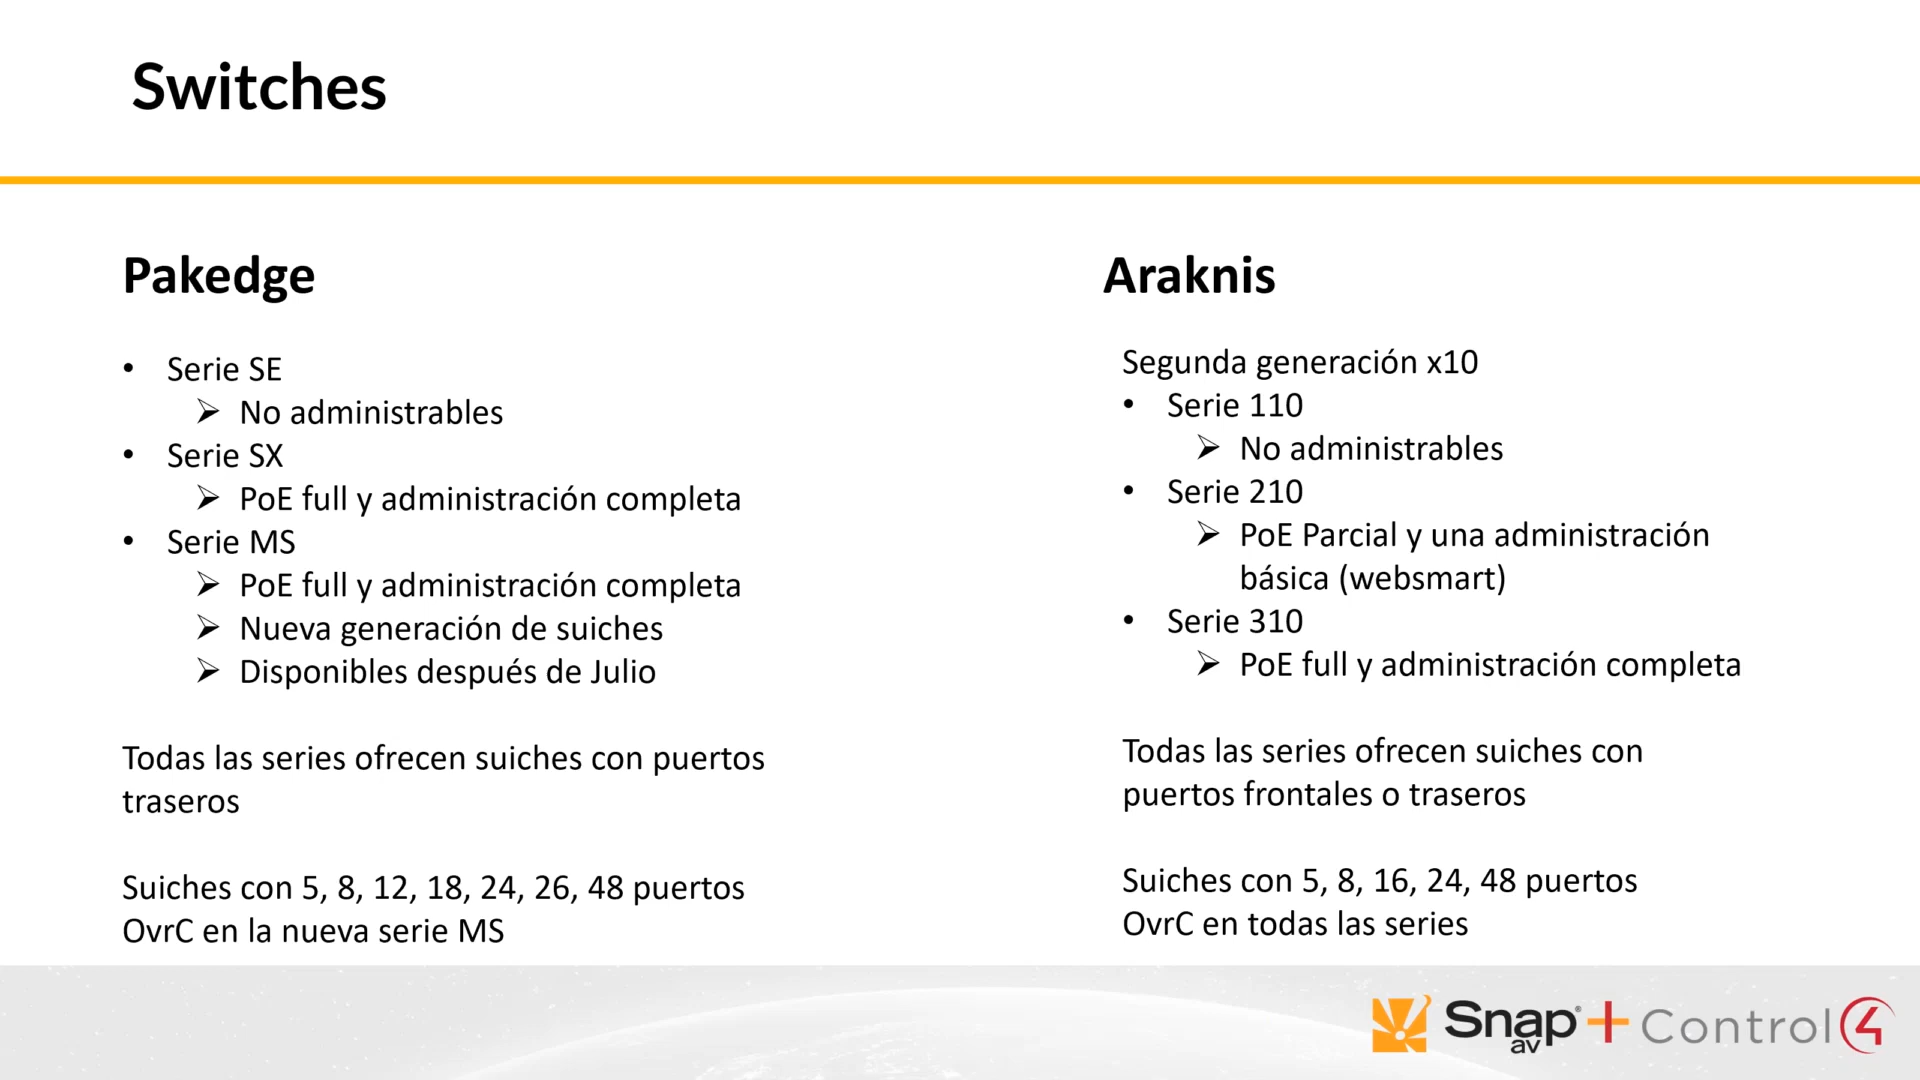 Switches
Pakedge
• Serie SE
➢ No administrables
• Serie SX
➢ PoE full y administración completa
• Serie MS
➢ PoE full y administración completa
➢ Nueva generación de suiches
➢ Disponibles después de Julio
Todas las series ofrecen suiches con puertos
traseros
Suiches con 5, 8, 12, 18, 24, 26, 48 puertos
OvrC en la nueva serie MS
Araknis
Segunda generación x10
• Serie 110
➢ No administrables
• Serie 210
➢ PoE Parcial y una administración
básica (websmart)
• Serie 310
➢ PoE full y administración completa
Todas las series ofrecen suiches con
puertos frontales o traseros
Suiches con 5, 8, 16, 24, 48 puertos
OvrC en todas las series
Snap av + Control4